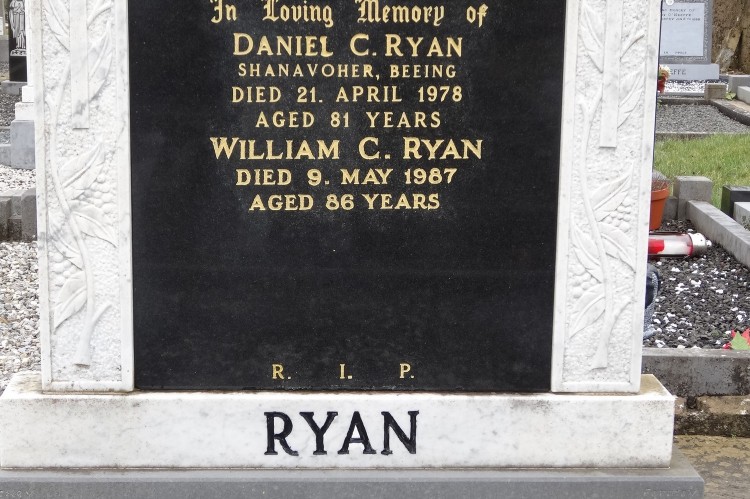 In Loving Memory of
DANIEL C. RYAN
SHANAVOHER, BEEING
DIED 21. APRIL 1978
AGED 81 YEARS
WILLIAM C. RYAN
DIED 9. MAY 1987
AGED 86 YEARS
R. I. P.
RYAN